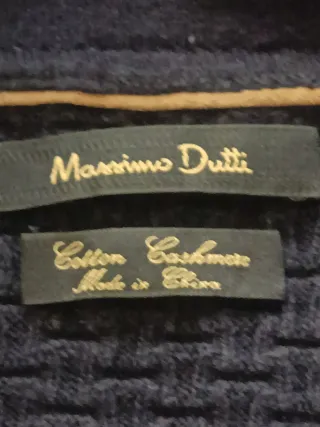 Massimo Dutti
Cotton Cashmere
Made in China